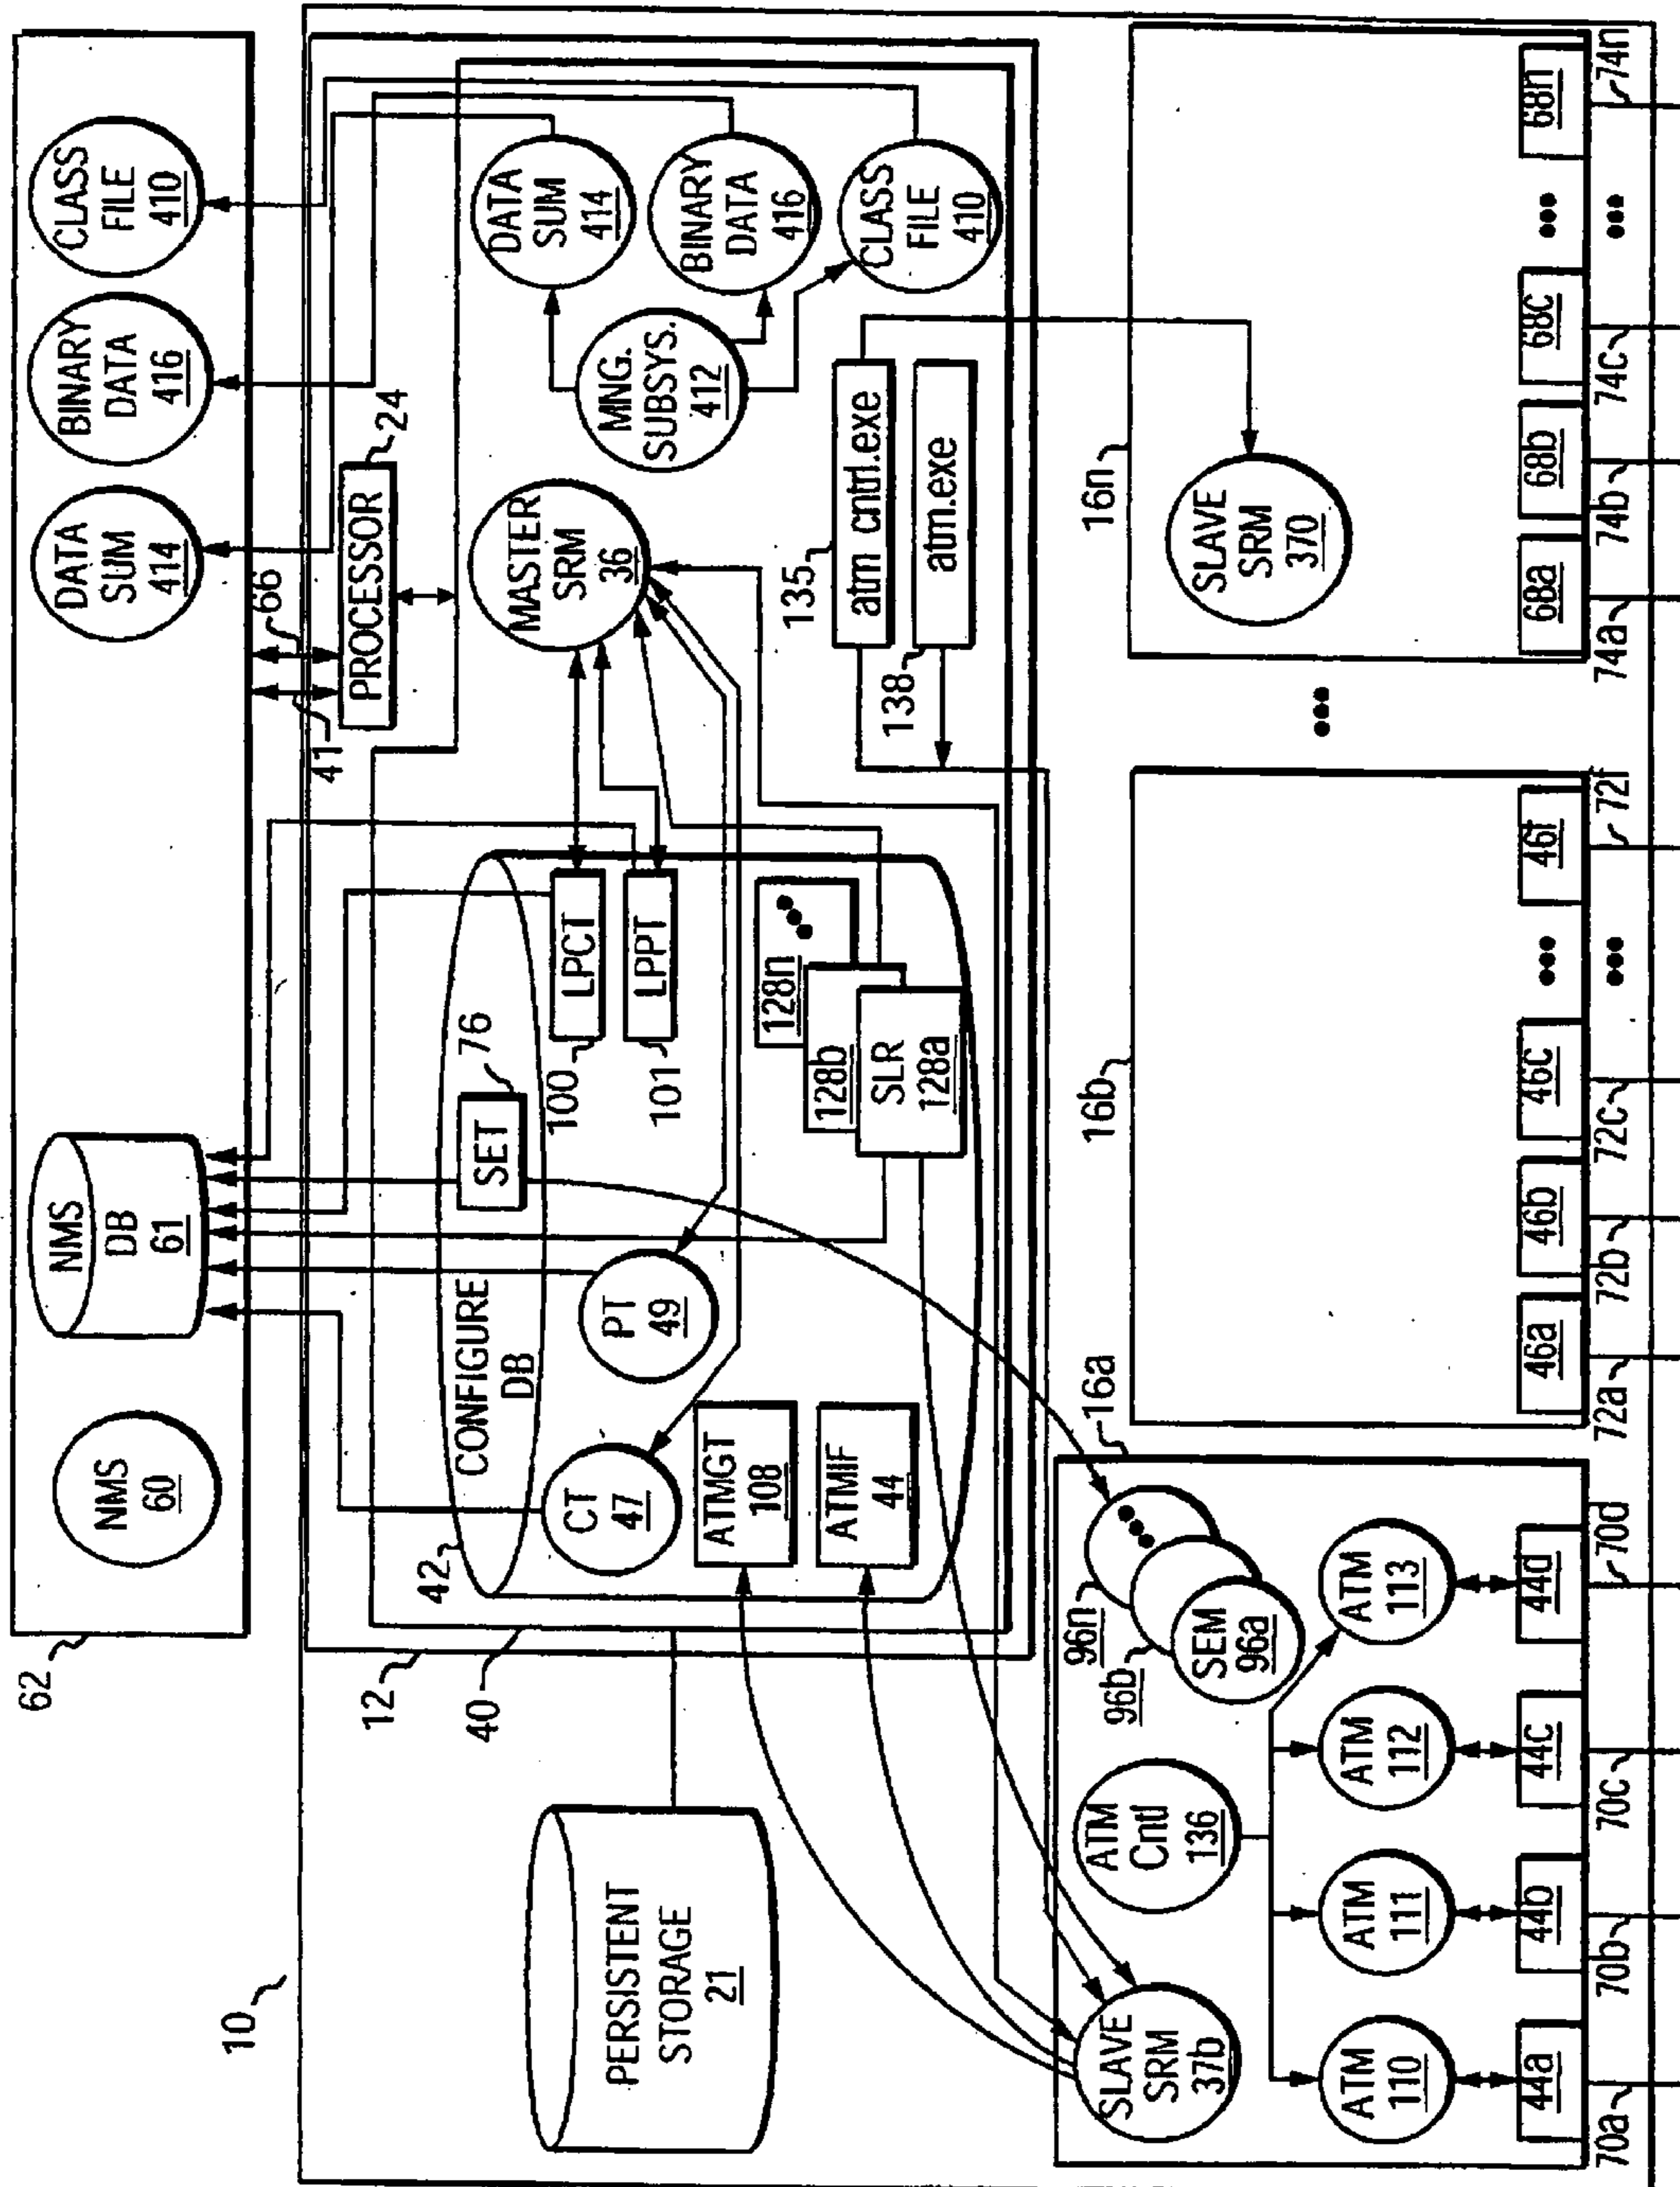 62
NMS
60
NMS
DB
61
DATA
SUM
414
BINARY
DATA
416
CLASS
FILE
410
10
41
66
PROCESSOR
24
12
40
PERSISTENT
STORAGE
21
42
CONFIGURE
DB
SET
76
CT
47
PT
49
LPCT
100
LPPT
101
ATMGT
108
ATMIF
44
128n
128b
SLR
128a
MASTER
SRM
36
MNG.
SUBSYS.
412
DATA
SUM
414
BINARY
DATA
416
CLASS
FILE
410
135
atm cntrl.exe
138
atm.exe
16a
SLAVE
SRM
37b
ATM
Cntl
136
96n
96b
SEM
96a
ATM
110
ATM
111
ATM
112
ATM
113
44a
44b
44c
44d
70a
70b
70c
70d
16b
46a
46b
46c
•••
46f
72a
72b
72c
•••
72f
•••
16n
SLAVE
SRM
370
68a
68b
68c
•••
68n
74a
74b
74c
•••
74n